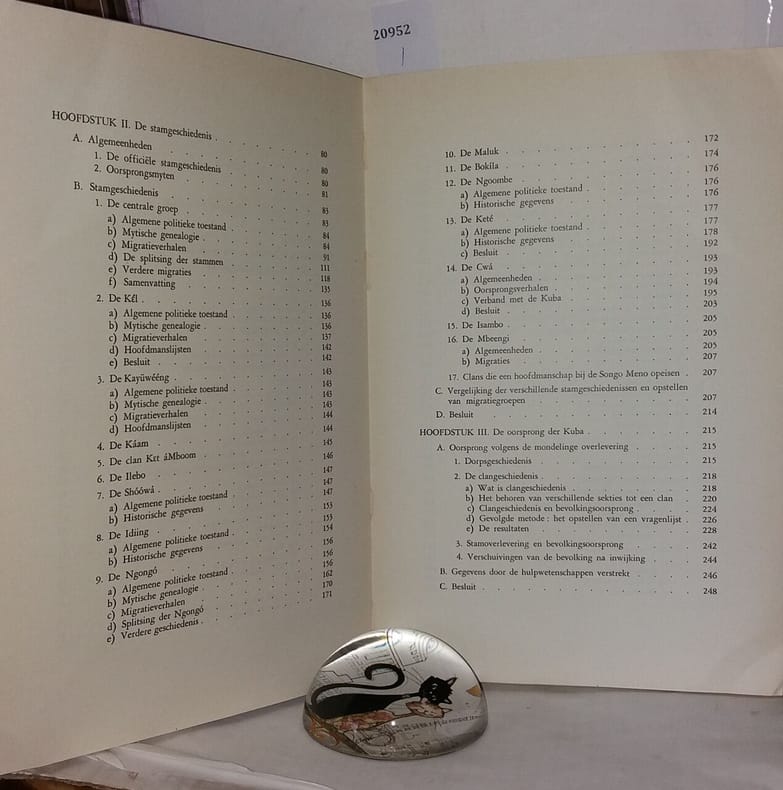 HOOFDSTUK II. De stamgeschiedenis . 80
A. Algemeenheden 80
1. De officiële stamgeschiedenis 80
2. Oorsprongsmyten 81
B. Stamgeschiedenis 83
1. De centrale groep 83
a) Algemene politieke toestand 84
b) Mytische genealogie 84
c) Migratieverhalen 91
d) De splitsing der stammen 111
e) Verdere migraties 118
f) Samenvatting 135
2. De Kél 136
a) Algemene politieke toestand 136
b) Mytische genealogie 136
c) Migratieverhalen 137
d) Hoofdmanslijsten 142
e) Besluit 142
3. De Kayüwééng 143
a) Algemene politieke toestand 143
b) Mytische genealogie 143
c) Migratieverhalen 143
d) Hoofdmanslijsten 144
4. De Káam 144
5. De clan Kɛt áMboom 145
6. De Ilebo 146
7. De Shóówá 147
a) Algemene politieke toestand 147
b) Historische gegevens 147
8. De Idiing 153
a) Algemene politieke toestand 153
b) Historische gegevens 154
9. De Ngongó 156
a) Algemene politieke toestand 156
b) Mytische genealogie 156
c) Migratieverhalen 162
d) Splitsing der Ngongó 170
e) Verdere geschiedenis 171
20952
10. De Maluk 172
11. De Bokila 174
12. De Ngoombe 176
a) Algemene politieke toestand 176
b) Historische gegevens 176
13. De Keté 177
a) Algemene politieke toestand 177
b) Historische gegevens 178
c) Besluit 192
14. De Cwá 193
a) Algemeenheden 193
b) Oorsprongsverhalen 194
c) Verband met de Kuba 195
d) Besluit 203
15. De Isambo 205
16. De Mbeengi 205
a) Algemeenheden 205
b) Migraties 207
17. Clans die een hoofdmanschap bij de Songo Meno opeisen . 207
C. Vergelijking der verschillende stamgeschiedenissen en opstellen
van migratiegroepen 207
D. Besluit 214
HOOFDSTUK III. De oorsprong der Kuba 215
A. Oorsprong volgens de mondelinge overlevering 215
1. Dorpsgeschiedenis 215
2. De clangeschiedenis 218
a) Wat is clangeschiedenis 218
b) Het behoren van verschillende sekties tot een clan 220
c) Clangeschiedenis en bevolkingsoorsprong 224
d) Gevolgde methode : het opstellen van een vragenlijst . 226
e) De resultaten 228
3. Stamoverlevering en bevolkingsoorsprong 242
4. Verschuivingen van de bevolking na inwijking 244
B. Gegevens door de hulpwetenschappen verstrekt 246
C. Besluit 248